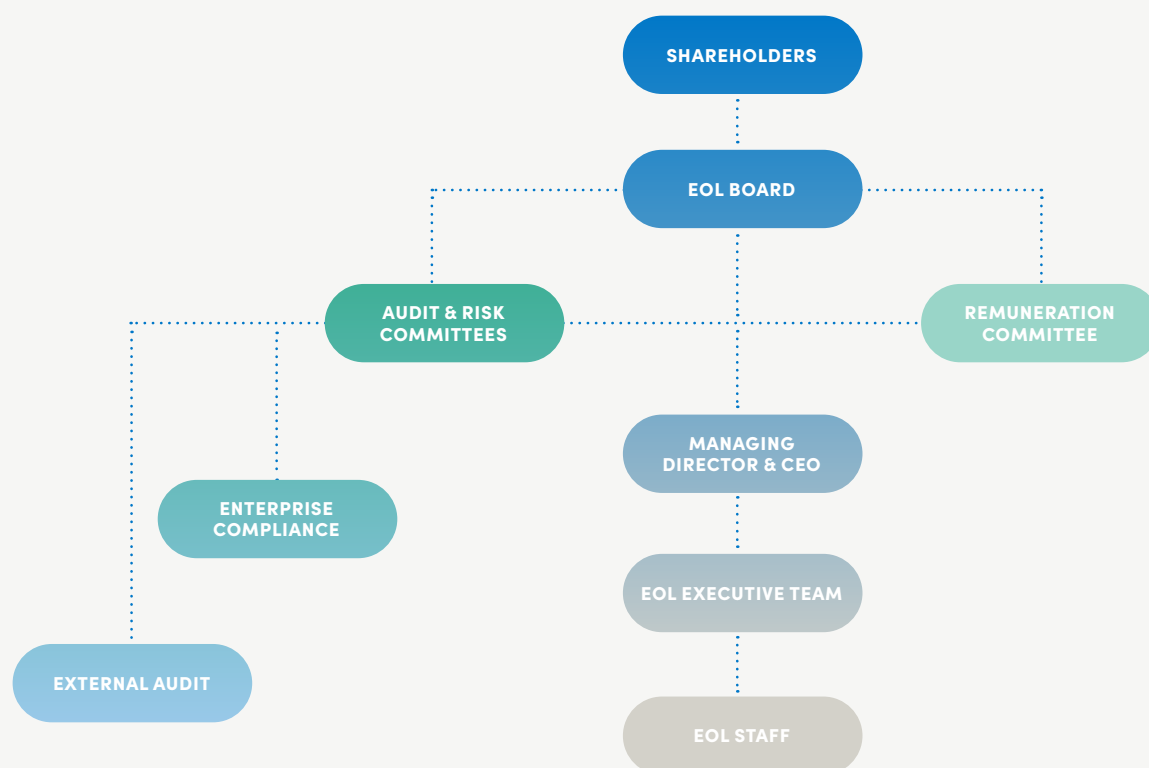 SHAREHOLDERS
EOL BOARD
AUDIT & RISK
COMMITTEES
REMUNERATION
COMMITTEE
MANAGING
DIRECTOR & CEO
ENTERPRISE
COMPLIANCE
EOL EXECUTIVE TEAM
EXTERNAL AUDIT
EOL STAFF